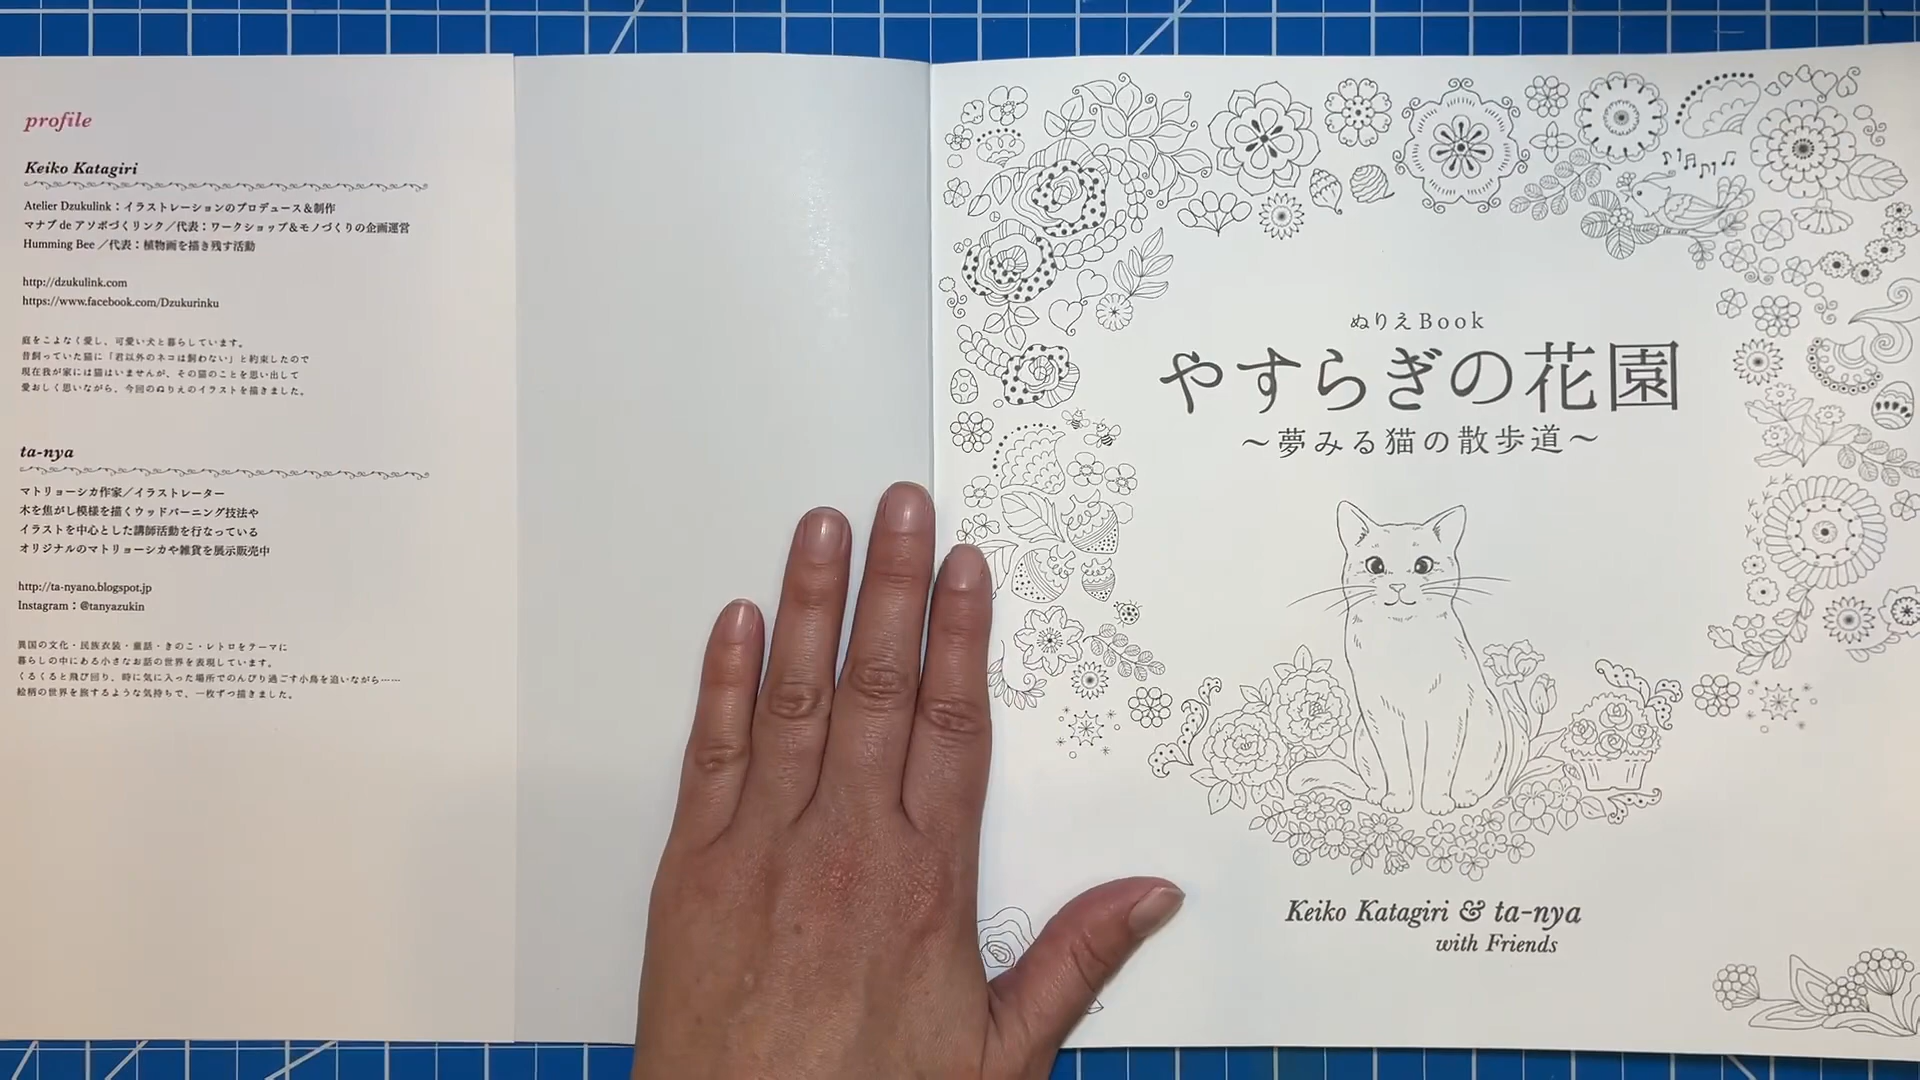 profile
Keiko Katagiri
Atelier Dzukulink：イラストレーションのプロデュース＆制作
マナブ de アソボづくリンク／代表：ワークショップ＆モノづくりの企画運営
Humming Bee ／代表：植物画を描き残す活動
http://dzukulink.com
https://www.facebook.com/Dzukurinku
庭をこよなく愛し、可愛い犬と暮らしています。
昔飼っていた猫に「君以外のネコは飼わない」と約束したので
現在我が家には猫はいませんが、その猫のことを思い出して
愛おしく思いながら、今回のぬりえのイラストを描きました。
ta-nya
マトリョーシカ作家／イラストレーター
木を焦がし模様を描くウッドバーニング技法や
イラストを中心とした講師活動を行なっている
オリジナルのマトリョーシカや雑貨を展示販売中
http://ta-nyano.blogspot.jp
Instagram：@tanyazukin
異国の文化・民族衣装・童話・きのこ・レトロをテーマに
暮らしの中にある小さなお話の世界を表現しています。
くるくると飛び回り、時に気に入った場所でのんびり過ごす小鳥を追いながら……
絵柄の世界を旅するような気持ちで、一枚ずつ描きました。
ぬりえBook
やすらぎの花園
〜夢みる猫の散歩道〜
Keiko Katagiri & ta-nya
with Friends